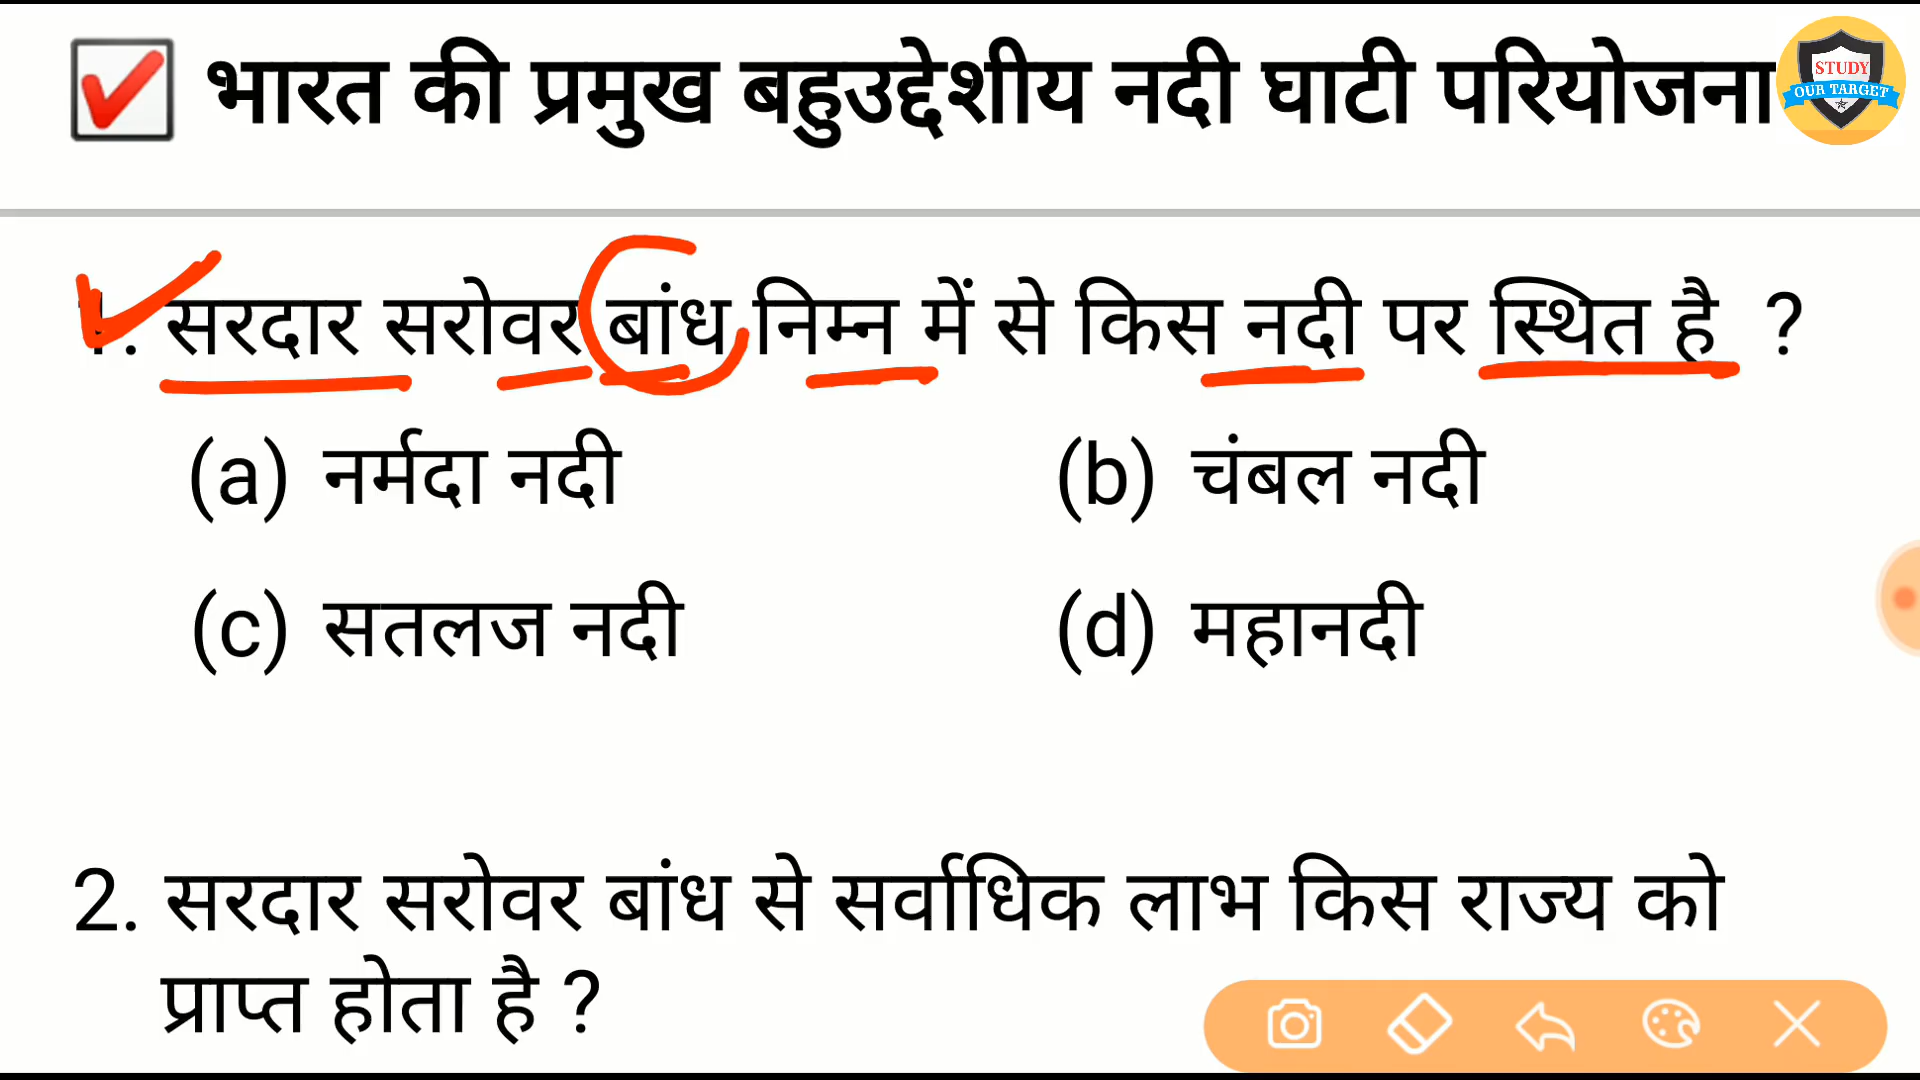 भारत की प्रमुख बहुउद्देशीय नदी घाटी परियोजना
STUDY
OUR TARGET
1. सरदार सरोवर बांध निम्न में से किस नदी पर स्थित है ?
(a) नर्मदा नदी (b) चंबल नदी
(c) सतलज नदी (d) महानदी
2. सरदार सरोवर बांध से सर्वाधिक लाभ किस राज्य को
प्राप्त होता है ?